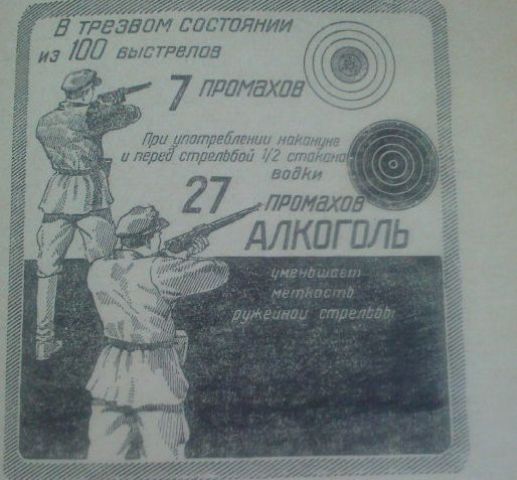 В ТРЕЗВОМ СОСТОЯНИИ
ИЗ 100 ВЫСТРЕЛОВ
7 ПРОМАХОВ
При употреблении накануне
и перед стрельбой 1/2 стакана
водки
27 ПРОМАХОВ
АЛКОГОЛЬ
уменьшает
меткость
ружейной стрельбы